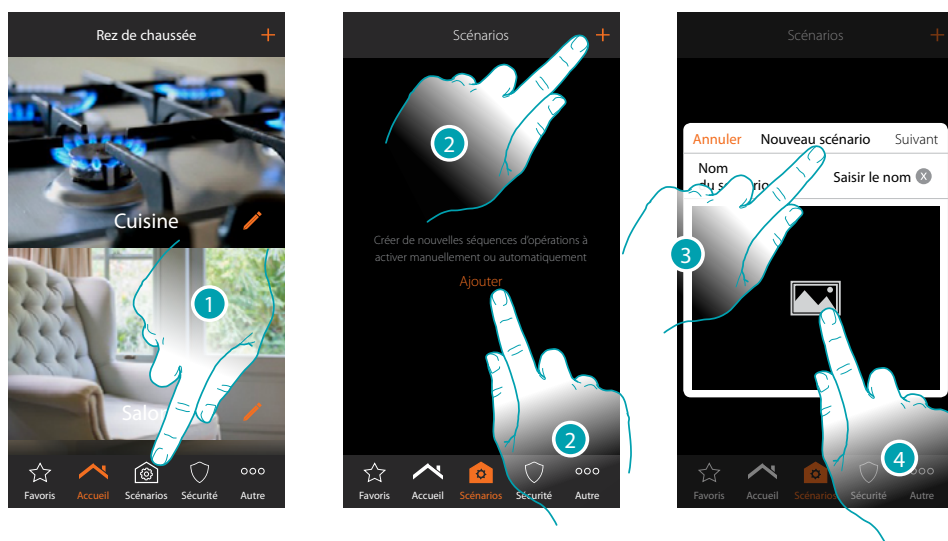 Rez de chaussée +
Cuisine
1
Salon
Favoris Accueil Scénarios Sécurité Autre
Scénarios +
2
Créer de nouvelles séquences d'opérations à
activer manuellement ou automatiquement
Ajouter
2
Favoris Accueil Scénarios Sécurité Autre
Scénarios +
Annuler Nouveau scénario Suivant
Nom
du scénario
Saisir le nom X
3
4
Favoris Accueil Scénarios Sécurité Autre